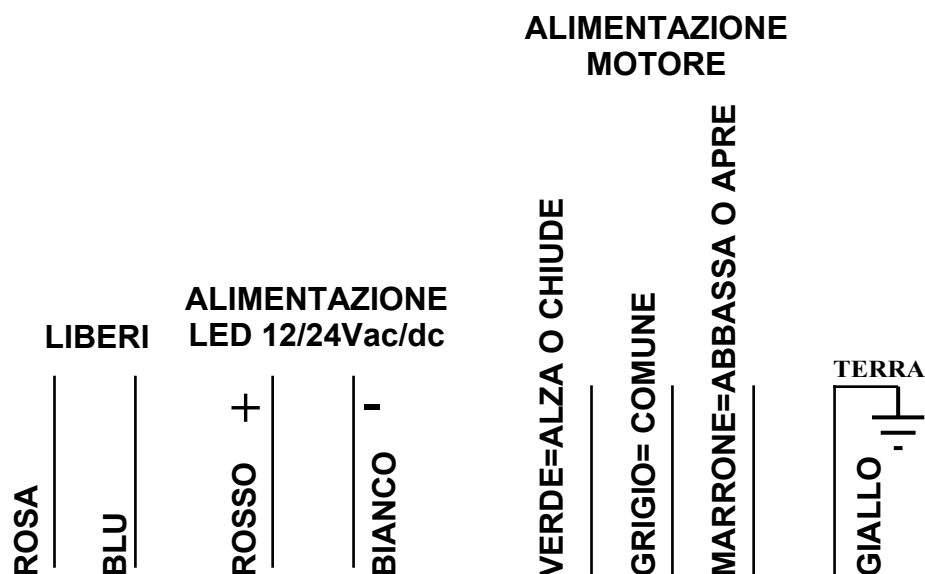 ALIMENTAZIONE
MOTORE
ALIMENTAZIONE
LED 12/24Vac/dc
LIBERI
TERRA
+
-
ROSA
BLU
ROSSO
BIANCO
VERDE=ALZA O CHIUDE
GRIGIO= COMUNE
MARRONE=ABBASSA O APRE
GIALLO